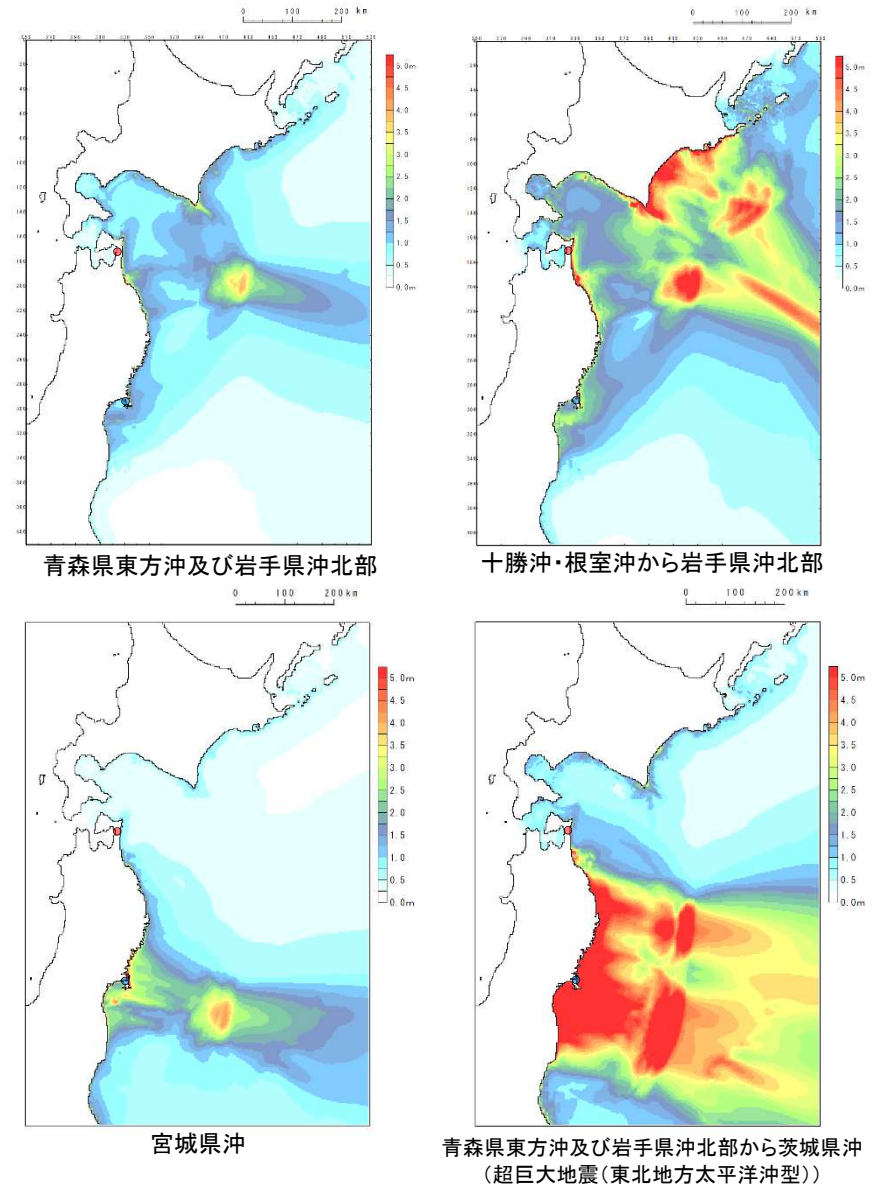 0 100 200 km
0 100 200 km
5.0m
4.5
4.0
3.5
3.0
2.5
2.0
1.5
1.0
0.5
0.0m
5.0m
4.5
4.0
3.5
3.0
2.5
2.0
1.5
1.0
0.5
0.0m
青森県東方沖及び岩手県沖北部
十勝沖・根室沖から岩手県沖北部
0 100 200km
0 100 200km
5.0m
4.5
4.0
3.5
3.0
2.5
2.0
1.5
1.0
0.5
0.0m
5.0m
4.5
4.0
3.5
3.0
2.5
2.0
1.5
1.0
0.5
0.0m
宮城県沖
青森県東方沖及び岩手県沖北部から茨城県沖
（超巨大地震（東北地方太平洋沖型））